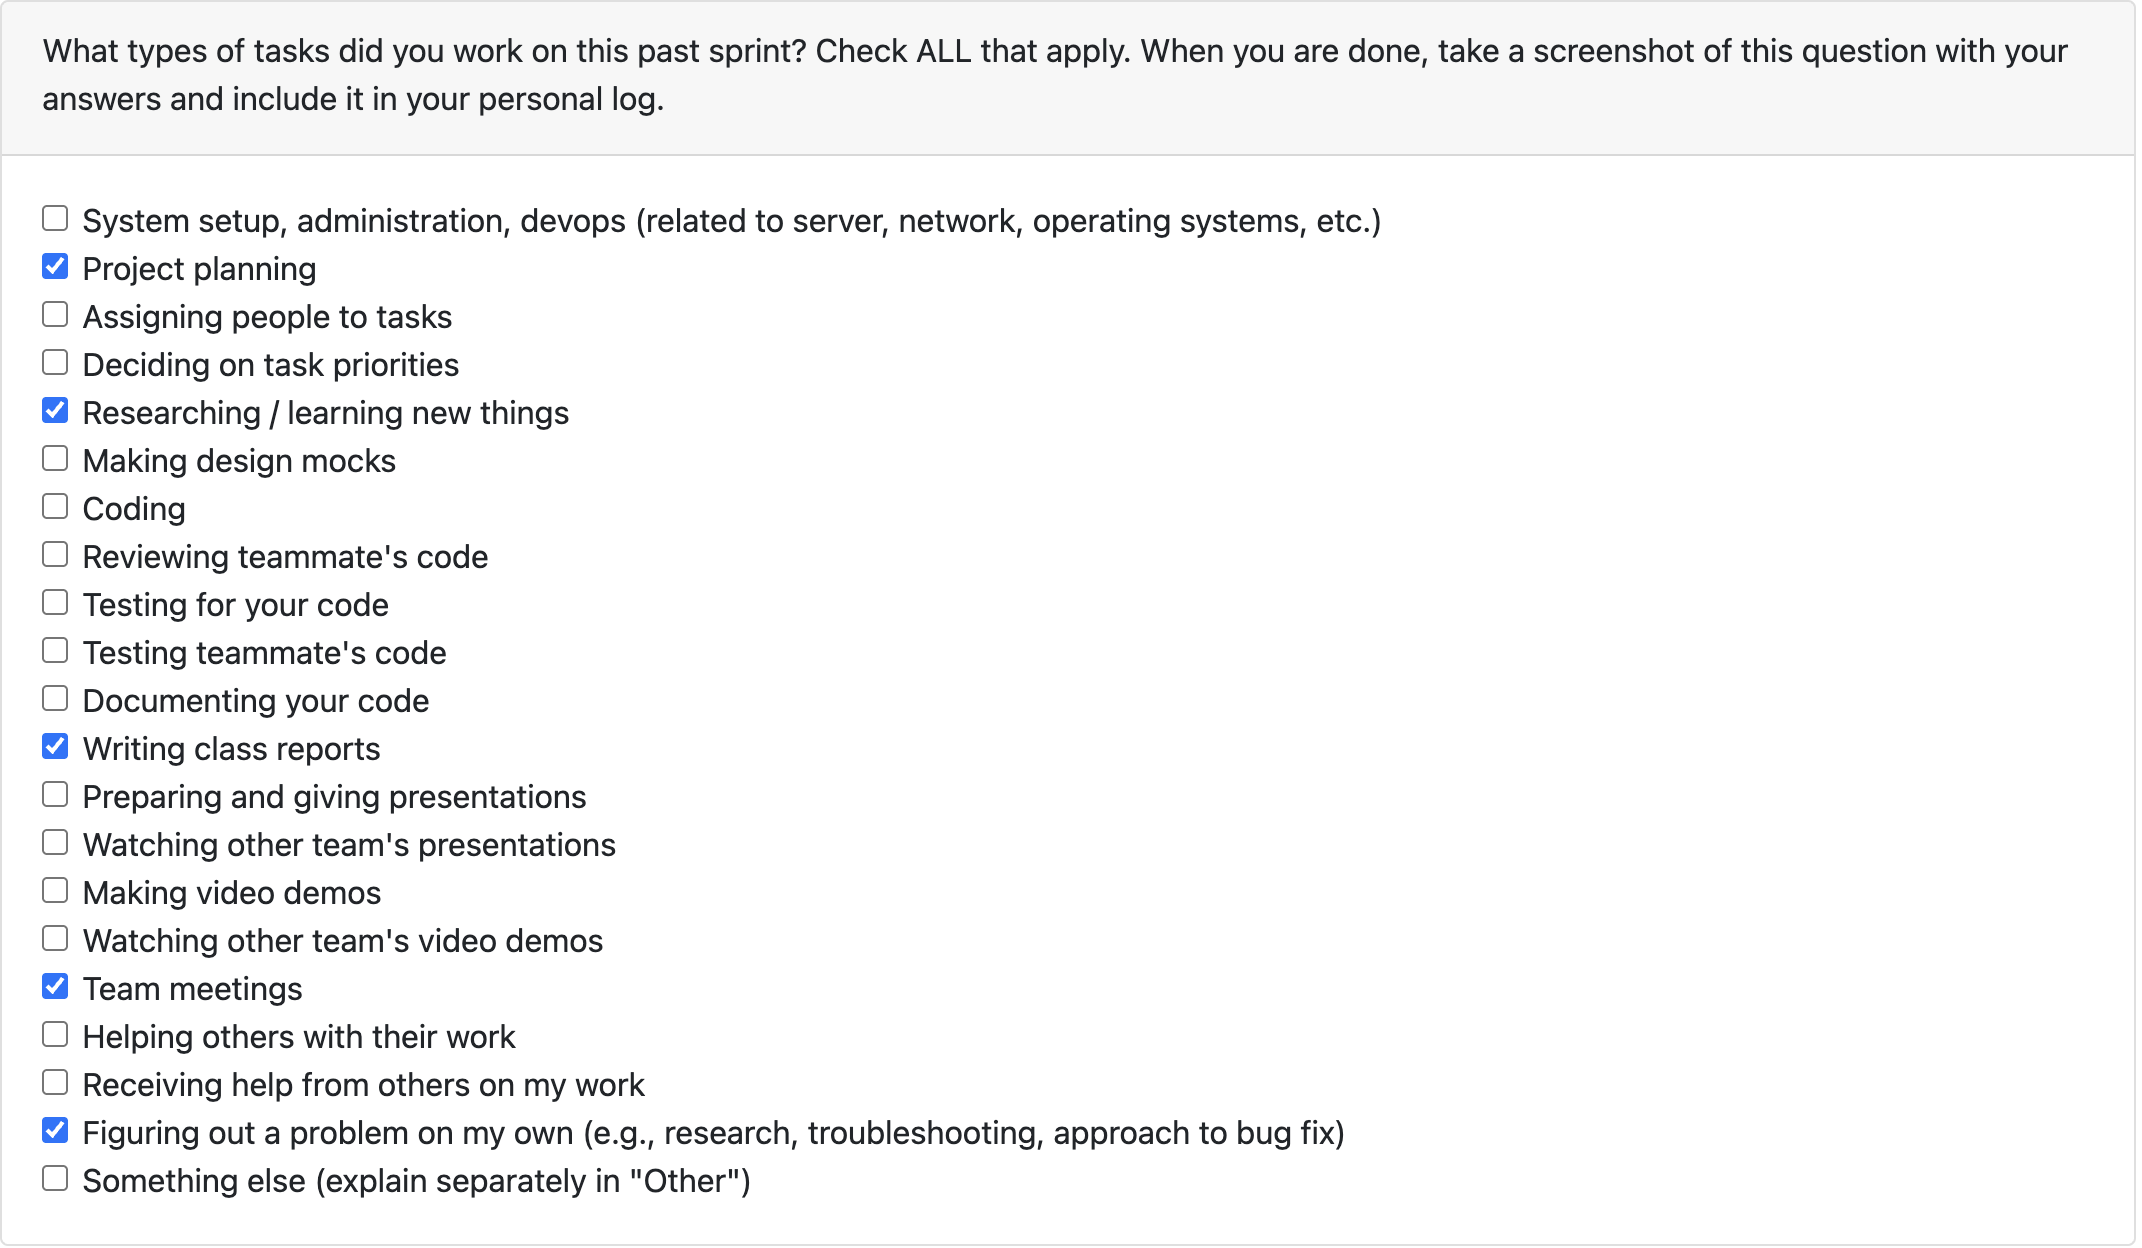 What types of tasks did you work on this past sprint? Check ALL that apply. When you are done, take a screenshot of this question with your
answers and include it in your personal log.
System setup, administration, devops (related to server, network, operating systems, etc.)
Project planning
Assigning people to tasks
Deciding on task priorities
Researching / learning new things
Making design mocks
Coding
Reviewing teammate's code
Testing for your code
Testing teammate's code
Documenting your code
Writing class reports
Preparing and giving presentations
Watching other team's presentations
Making video demos
Watching other team's video demos
Team meetings
Helping others with their work
Receiving help from others on my work
Figuring out a problem on my own (e.g., research, troubleshooting, approach to bug fix)
Something else (explain separately in "Other")